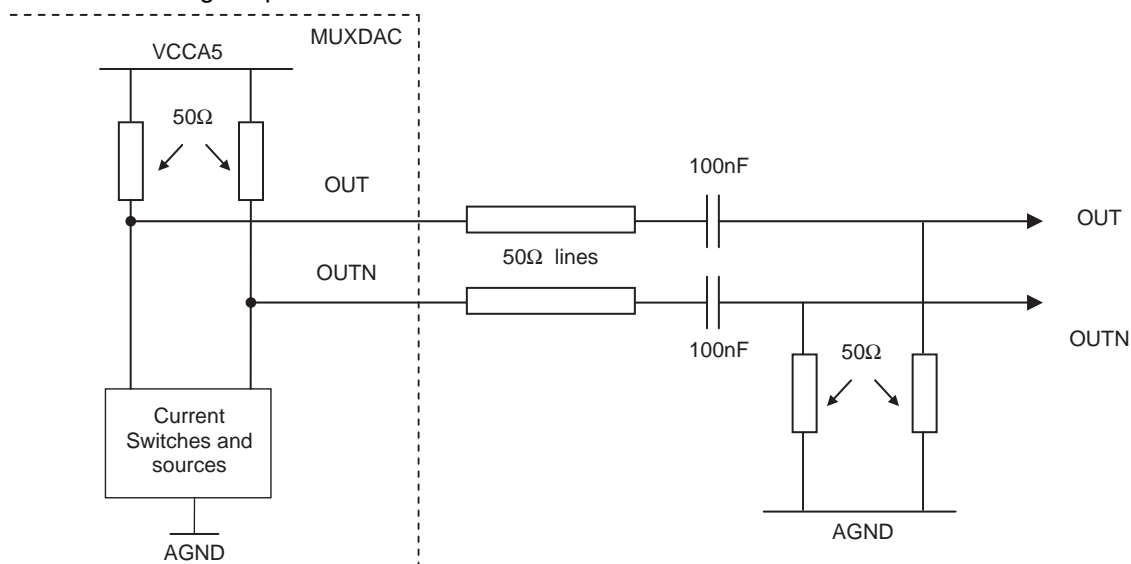 MUXDAC
VCCA5
50Ω
100nF
OUT
OUT
50Ω lines
OUTN
OUTN
100nF
50Ω
Current
Switches and
sources
AGND
AGND